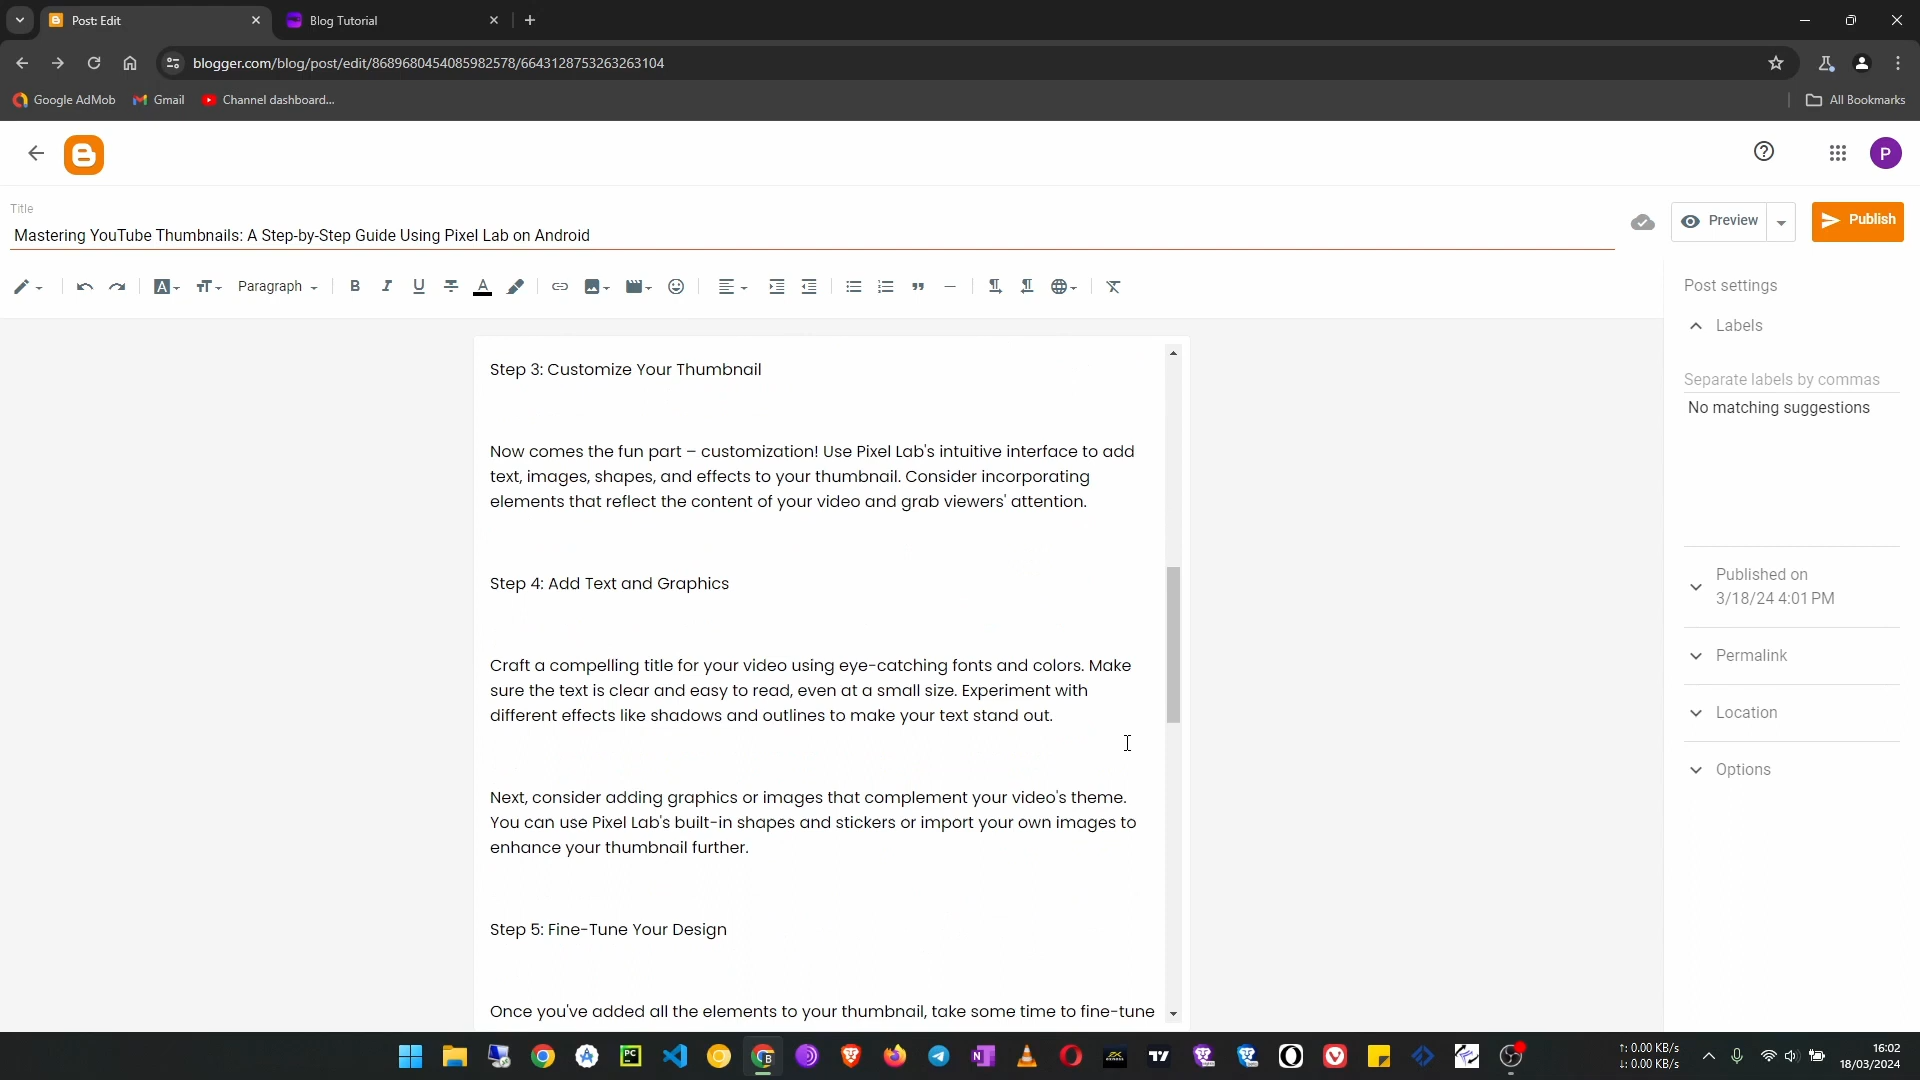 Post: Edit
Blog Tutorial
blogger.com/blog/post/edit/8689680454085982578/6643128753263263104
Google AdMob
Gmail
Channel dashboard...
All Bookmarks
P
Title
Mastering YouTube Thumbnails: A Step-by-Step Guide Using Pixel Lab on Android
Preview
Publish
Paragraph
Post settings
Labels
Separate labels by commas
No matching suggestions
Published on
3/18/24 4:01 PM
Permalink
Location
Options
Step 3: Customize Your Thumbnail
Now comes the fun part – customization! Use Pixel Lab's intuitive interface to add
text, images, shapes, and effects to your thumbnail. Consider incorporating
elements that reflect the content of your video and grab viewers' attention.
Step 4: Add Text and Graphics
Craft a compelling title for your video using eye-catching fonts and colors. Make
sure the text is clear and easy to read, even at a small size. Experiment with
different effects like shadows and outlines to make your text stand out.
Next, consider adding graphics or images that complement your video's theme.
You can use Pixel Lab's built-in shapes and stickers or import your own images to
enhance your thumbnail further.
Step 5: Fine-Tune Your Design
Once you've added all the elements to your thumbnail, take some time to fine-tune
↑: 0.00 KB/s
↓: 0.00 KB/s
16:02
18/03/2024